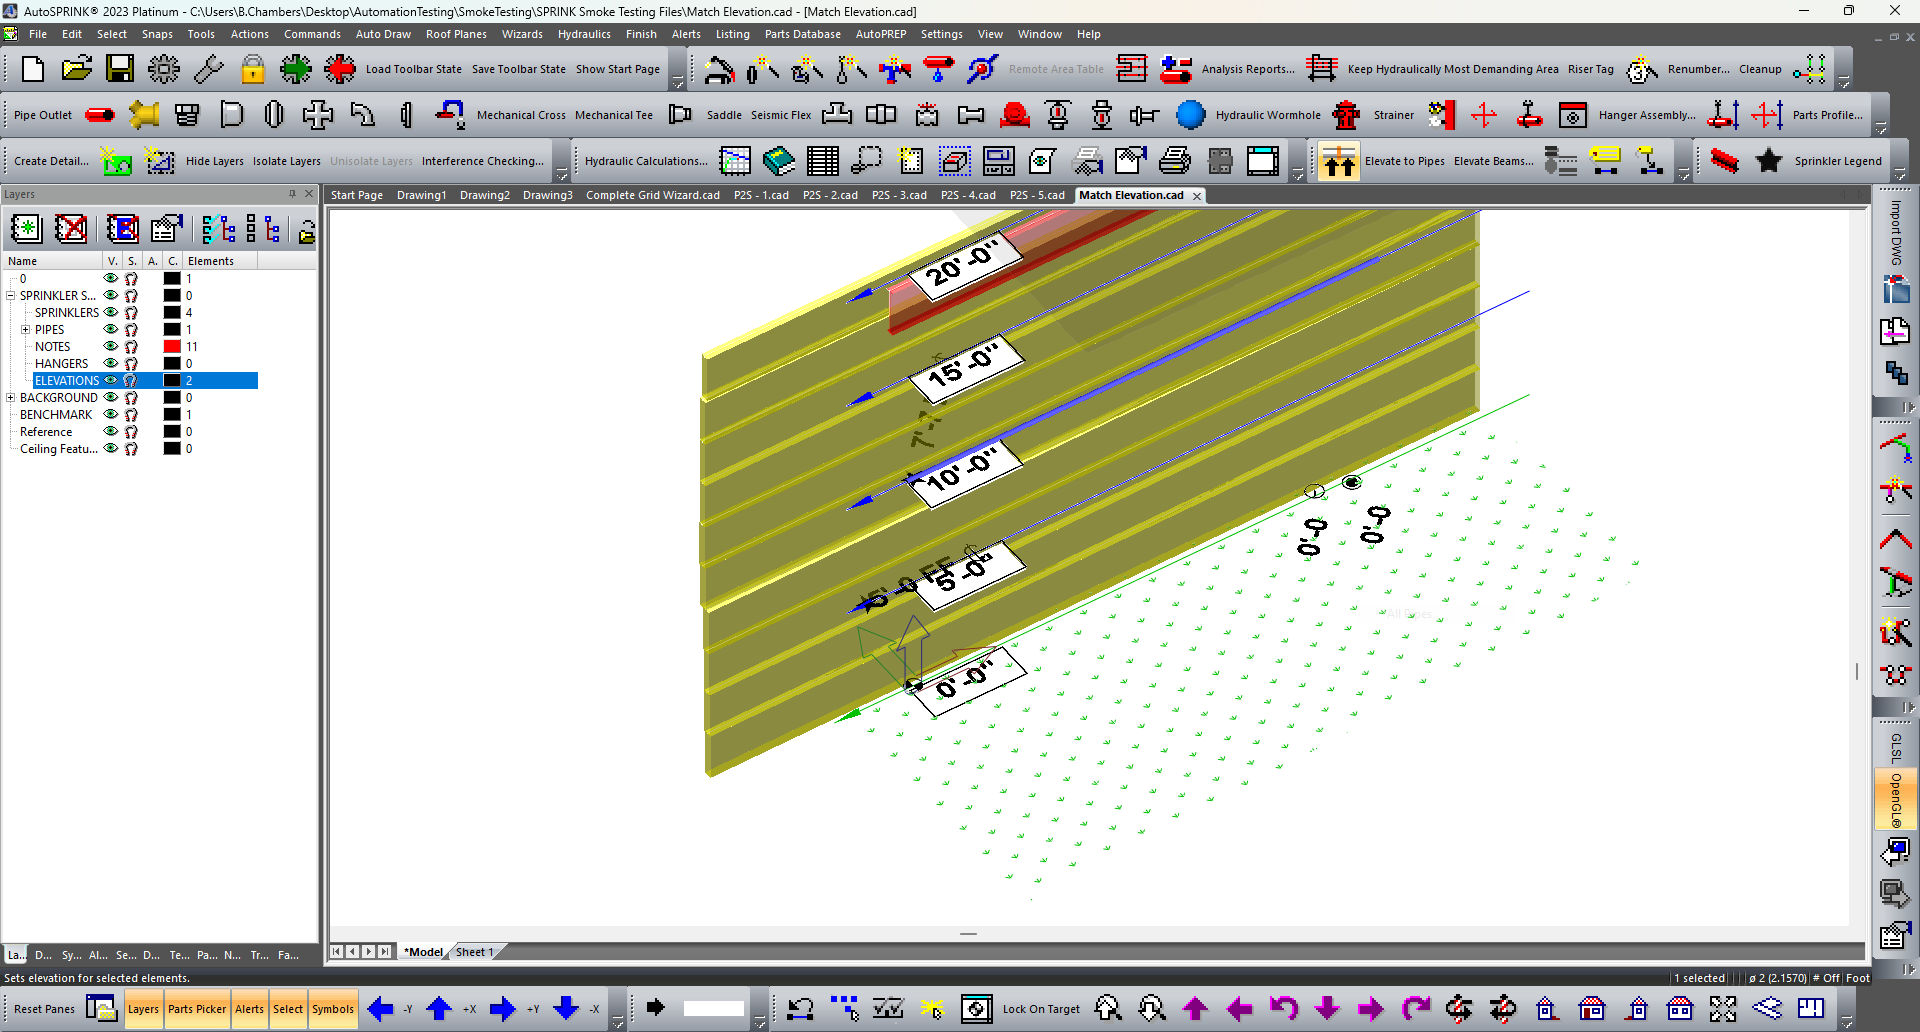 AutoSPRINK® 2023 Platinum - C:\Users\B.Chambers\Desktop\AutomationTesting\SmokeTesting\SPRINK Smoke Testing Files\Match Elevation.cad - [Match Elevation.cad]
File Edit Select Snaps Tools Actions Commands Auto Draw Roof Planes Wizards Hydraulics Finish Alerts Listing Parts Database AutoPREP Settings View Window Help
Load Toolbar State Save Toolbar State Show Start Page Remote Area Table Analysis Reports... Keep Hydraulically Most Demanding Area Riser Tag Renumber... Cleanup
Pipe Outlet Mechanical Cross Mechanical Tee Saddle Seismic Flex Hydraulic Wormhole Strainer Hanger Assembly... Parts Profile...
Create Detail... Hide Layers Isolate Layers Unisolate Layers Interference Checking... Hydraulic Calculations... Elevate to Pipes Elevate Beams... Sprinkler Legend
Layers
Start Page Drawing1 Drawing2 Drawing3 Complete Grid Wizard.cad P2S - 1.cad P2S - 2.cad P2S - 3.cad P2S - 4.cad P2S - 5.cad Match Elevation.cad
Name V. S. A. C. Elements
0 1
SPRINKLER S... 0
SPRINKLERS 4
PIPES 1
NOTES 11
HANGERS 0
ELEVATIONS 2
BACKGROUND 0
BENCHMARK 1
Reference 0
Ceiling Featu... 0
20'-0"
15'-0"
10'-0"
5'-0"
0'-0"
0-0
0-0
All Pipes
Import DWG
GLSL
OpenGL®
La... D... Sy... Al... Se... D... Te... Pa... N... Tr... Fa...
*Model Sheet 1
Sets elevation for selected elements.
1 selected ø 2 (2.1570) # Off Foot
Reset Panes Layers Parts Picker Alerts Select Symbols -Y +X +Y -X Lock On Target